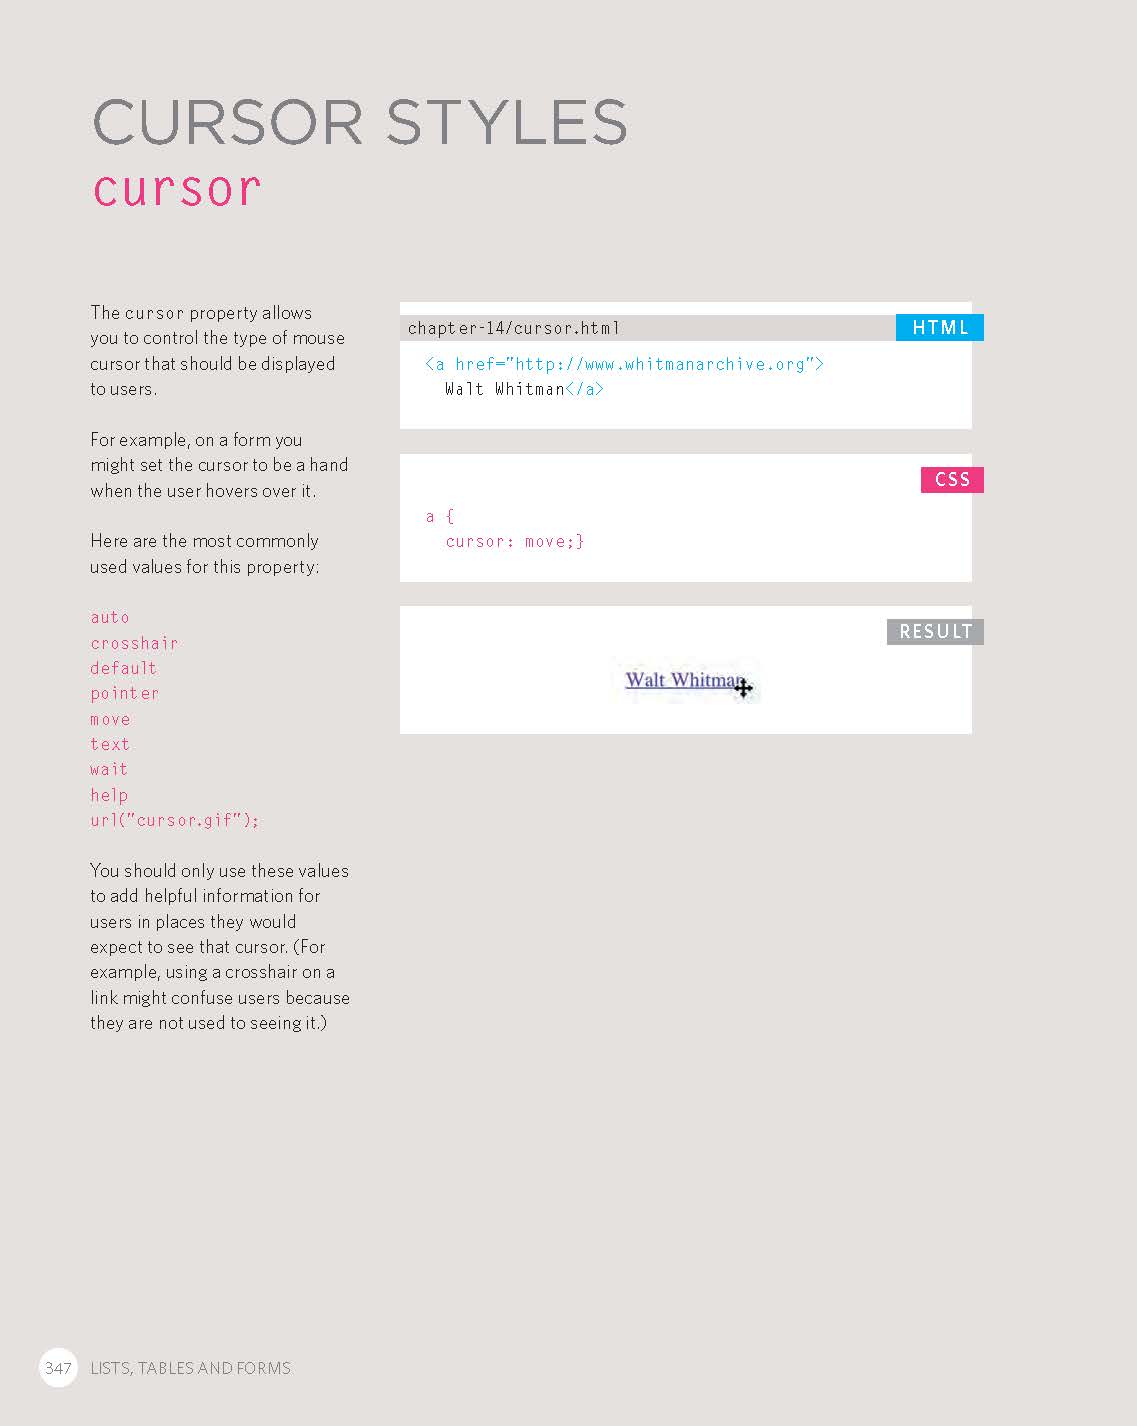 CURSOR STYLES
cursor
The cursor property allows
you to control the type of mouse
cursor that should be displayed
to users.
For example, on a form you
might set the cursor to be a hand
when the user hovers over it.
Here are the most commonly
used values for this property:
auto
crosshair
default
pointer
move
text
wait
help
url("cursor.gif");
You should only use these values
to add helpful information for
users in places they would
expect to see that cursor. (For
example, using a crosshair on a
link might confuse users because
they are not used to seeing it.)
chapter-14/cursor.html
HTML
<a href="http://www.whitmanarchive.org">
Walt Whitman</a>
CSS
a {
cursor: move;}
RESULT
Walt Whitman
347 LISTS, TABLES AND FORMS